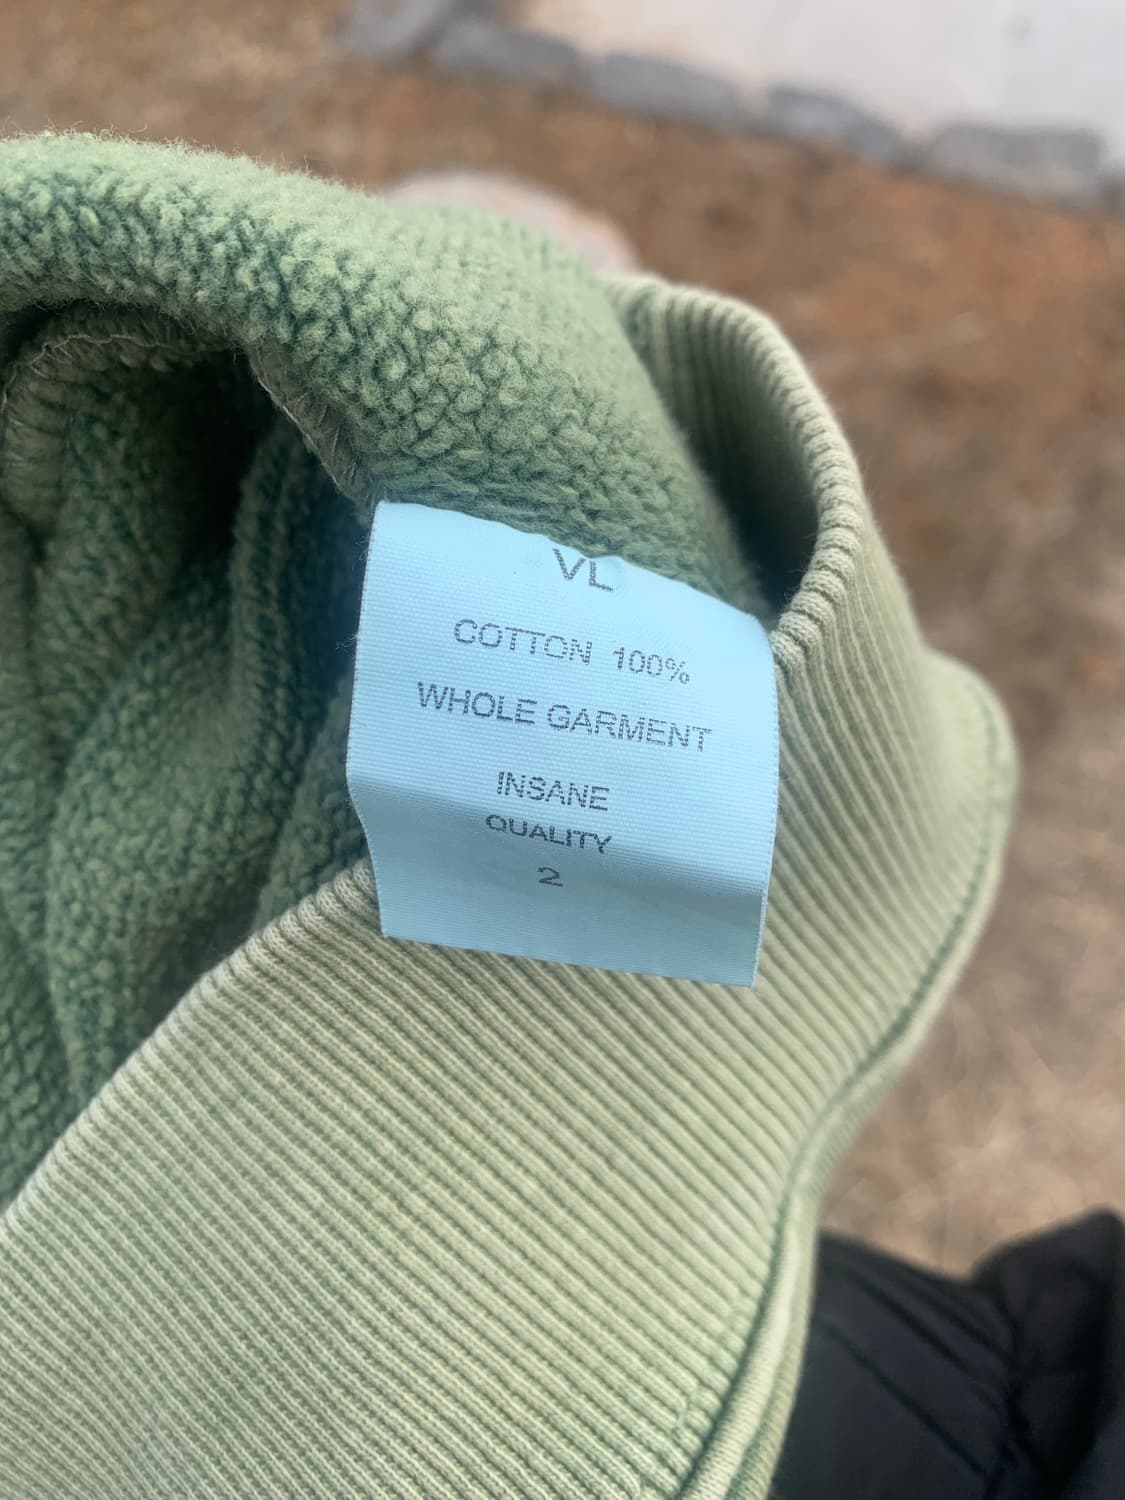 VL
COTTON 100%
WHOLE GARMENT
INSANE
QUALITY
2